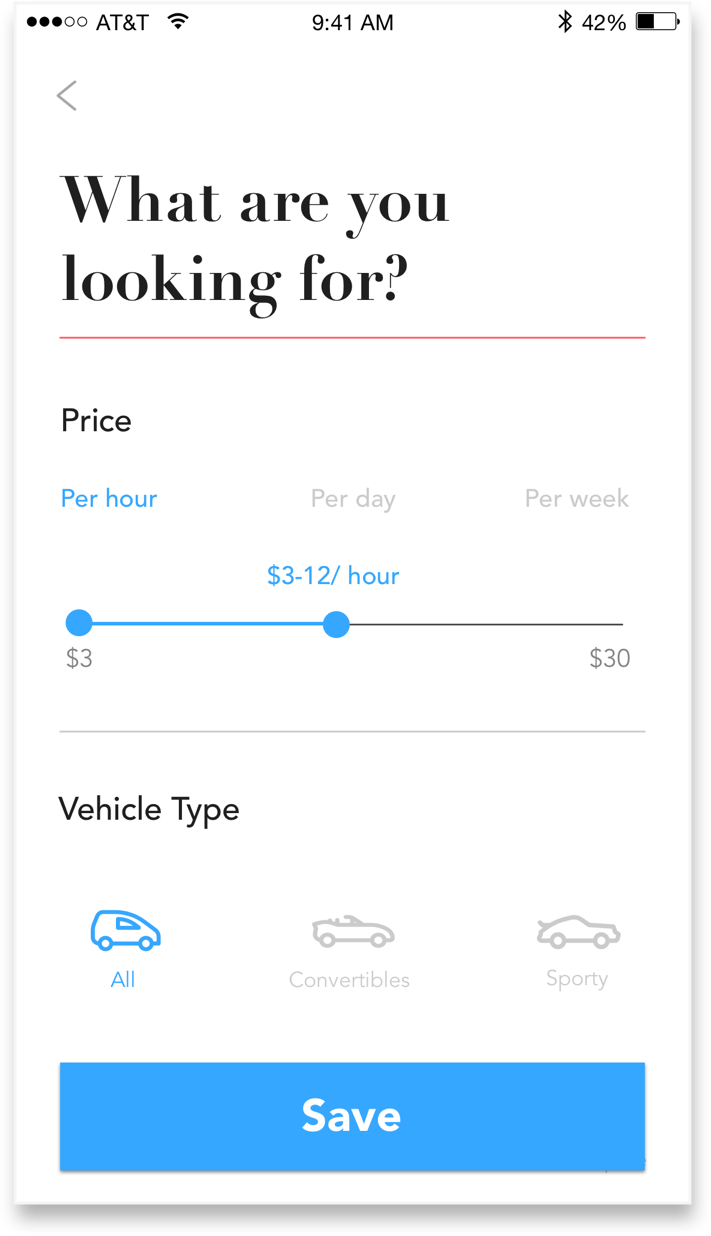 AT&T 9:41 AM 42%
What are you
looking for?
Price
Per hour Per day Per week
$3-12/ hour
$3 $30
Vehicle Type
All Convertibles Sporty
Save